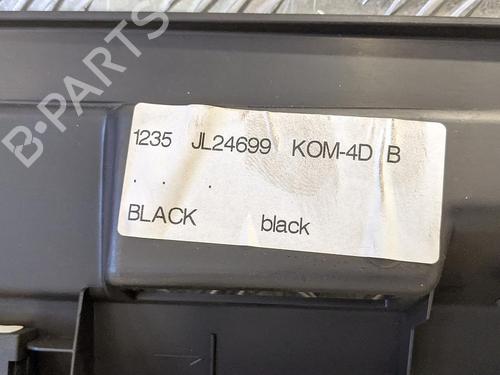 B-PARTS
1235 JL24699 KOM-4D B
. . .
BLACK black